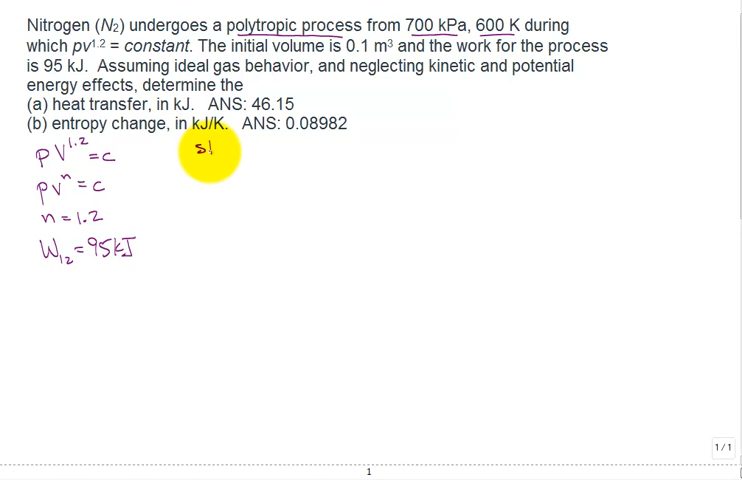 Nitrogen (N₂) undergoes a polytropic process from 700 kPa, 600 K during
which pv¹·² = constant. The initial volume is 0.1 m³ and the work for the process
is 95 kJ. Assuming ideal gas behavior, and neglecting kinetic and potential
energy effects, determine the
(a) heat transfer, in kJ. ANS: 46.15
(b) entropy change, in kJ/K. ANS: 0.08982
PV¹·² = C
s
PVⁿ = C
n = 1.2
W₁₂ = 95 kJ
1 / 1
1